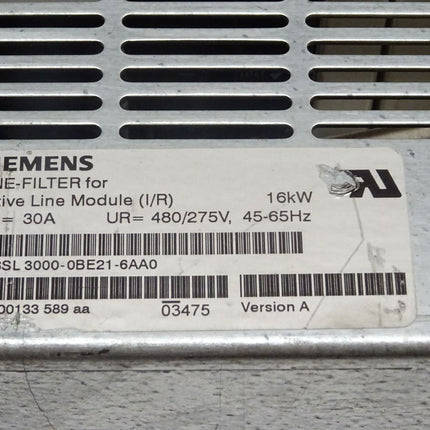 IEMENS
NE-FILTER for
tive Line Module (I/R) 16kW
= 30A UR= 480/275V, 45-65Hz
SL 3000-0BE21-6AA0
00133 589 aa 03475 Version A